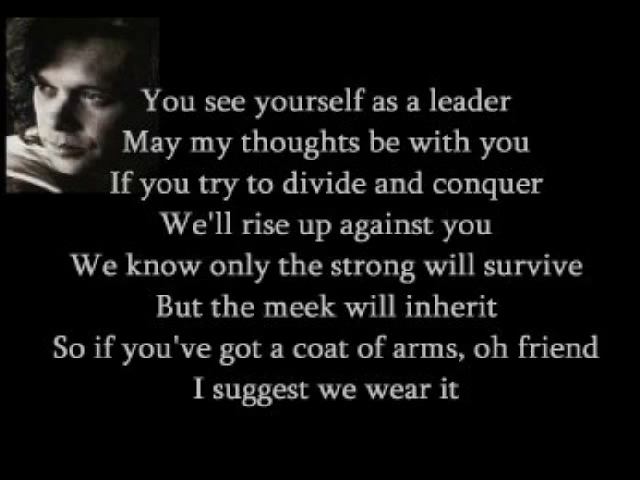 You see yourself as a leader
May my thoughts be with you
If you try to divide and conquer
We'll rise up against you
We know only the strong will survive
But the meek will inherit
So if you've got a coat of arms, oh friend
I suggest we wear it